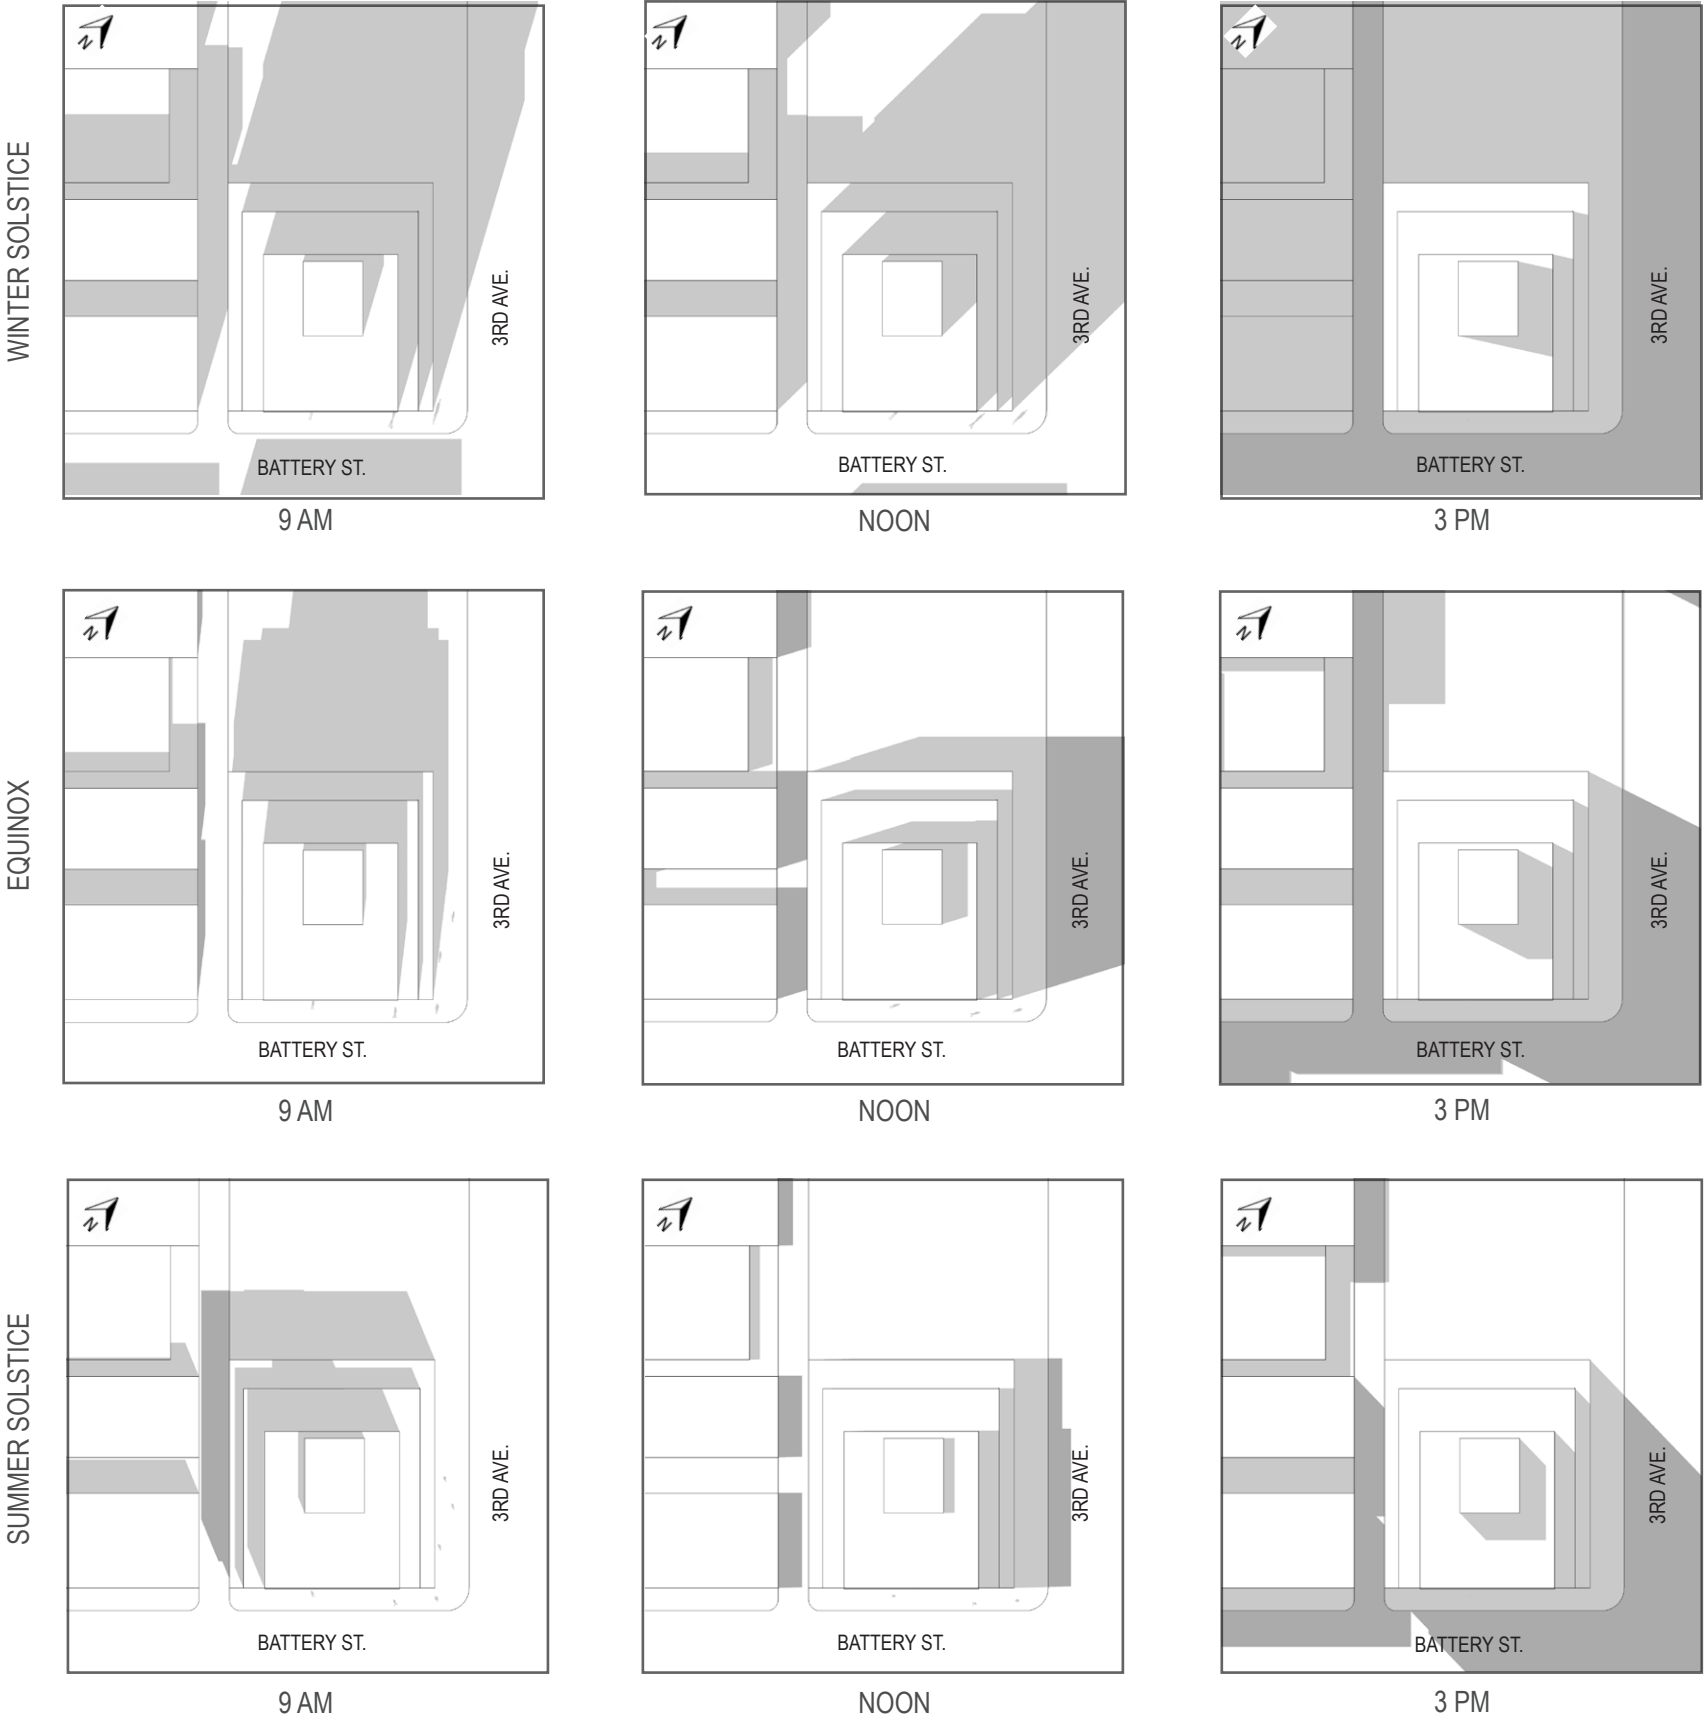 WINTER SOLSTICE
N
3RD AVE.
BATTERY ST.
9 AM
N
3RD AVE.
BATTERY ST.
NOON
N
3RD AVE.
BATTERY ST.
3 PM
EQUINOX
N
3RD AVE.
BATTERY ST.
9 AM
N
3RD AVE.
BATTERY ST.
NOON
N
3RD AVE.
BATTERY ST.
3 PM
SUMMER SOLSTICE
N
3RD AVE.
BATTERY ST.
9 AM
N
3RD AVE.
BATTERY ST.
NOON
N
3RD AVE.
BATTERY ST.
3 PM